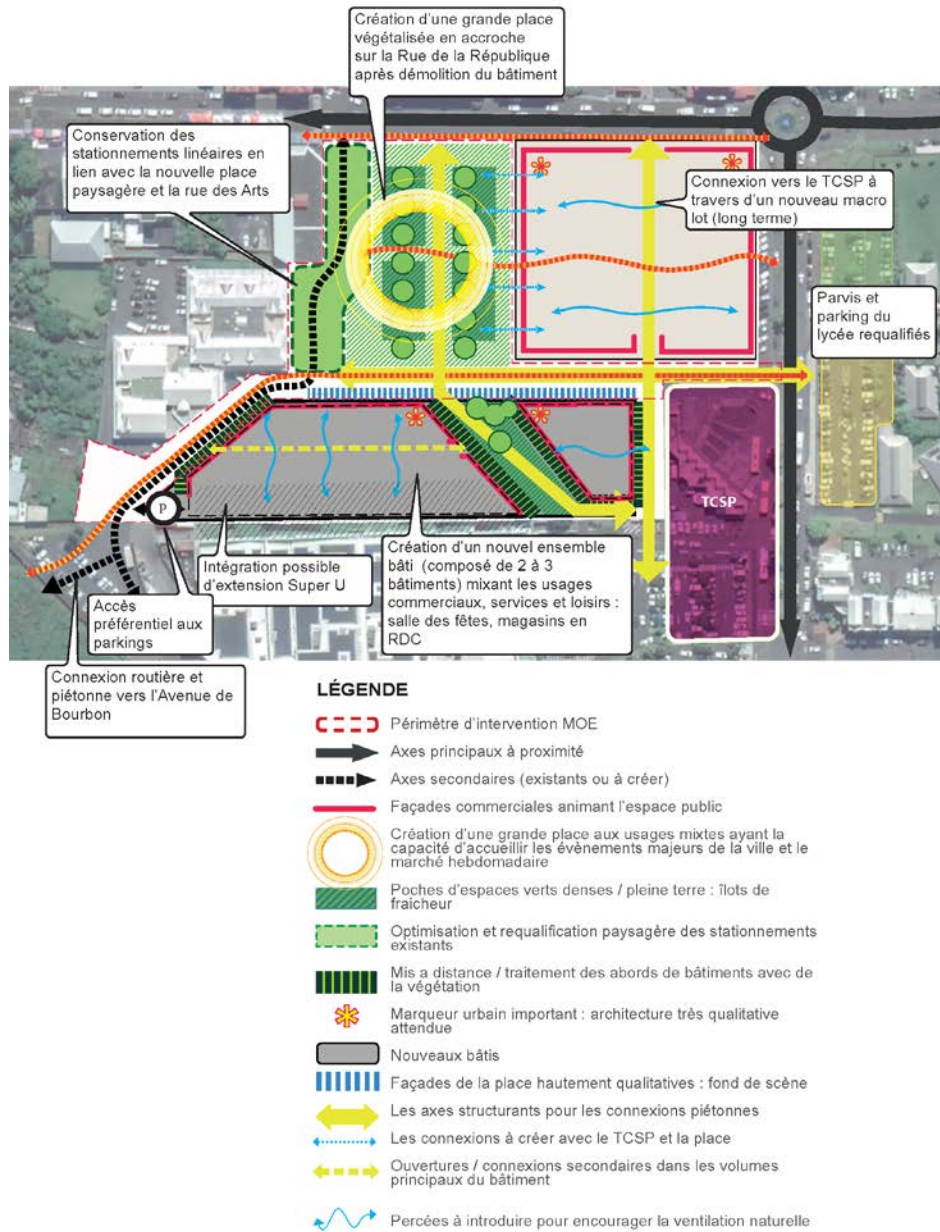 Création d'une grande place
végétalisée en accroche
sur la Rue de la République
après démolition du bâtiment
Conservation des
stationnements linéaires en
lien avec la nouvelle place
paysagère et la rue des Arts
Connexion vers le TCSP à
travers d'un nouveau macro
lot (long terme)
Parvis et
parking du
lycée requalifiés
TCSP
P
Intégration possible
d'extension Super U
Création d'un nouvel ensemble
bâti (composé de 2 à 3
bâtiments) mixant les usages
commerciaux, services et loisirs :
salle des fêtes, magasins en
RDC
Accès
préférentiel aux
parkings
Connexion routière et
piétonne vers l'Avenue de
Bourbon
LÉGENDE
Périmètre d'intervention MOE
Axes principaux à proximité
Axes secondaires (existants ou à créer)
Façades commerciales animant l'espace public
Création d'une grande place aux usages mixtes ayant la
capacité d'accueillir les évènements majeurs de la ville et le
marché hebdomadaire
Poches d'espaces verts denses / pleine terre : îlots de
fraîcheur
Optimisation et requalification paysagère des stationnements
existants
Mis a distance / traitement des abords de bâtiments avec de
la végétation
Marqueur urbain important : architecture très qualitative
attendue
Nouveaux bâtis
Façades de la place hautement qualitatives : fond de scène
Les axes structurants pour les connexions piétonnes
Les connexions à créer avec le TCSP et la place
Ouvertures / connexions secondaires dans les volumes
principaux du bâtiment
Percées à introduire pour encourager la ventilation naturelle